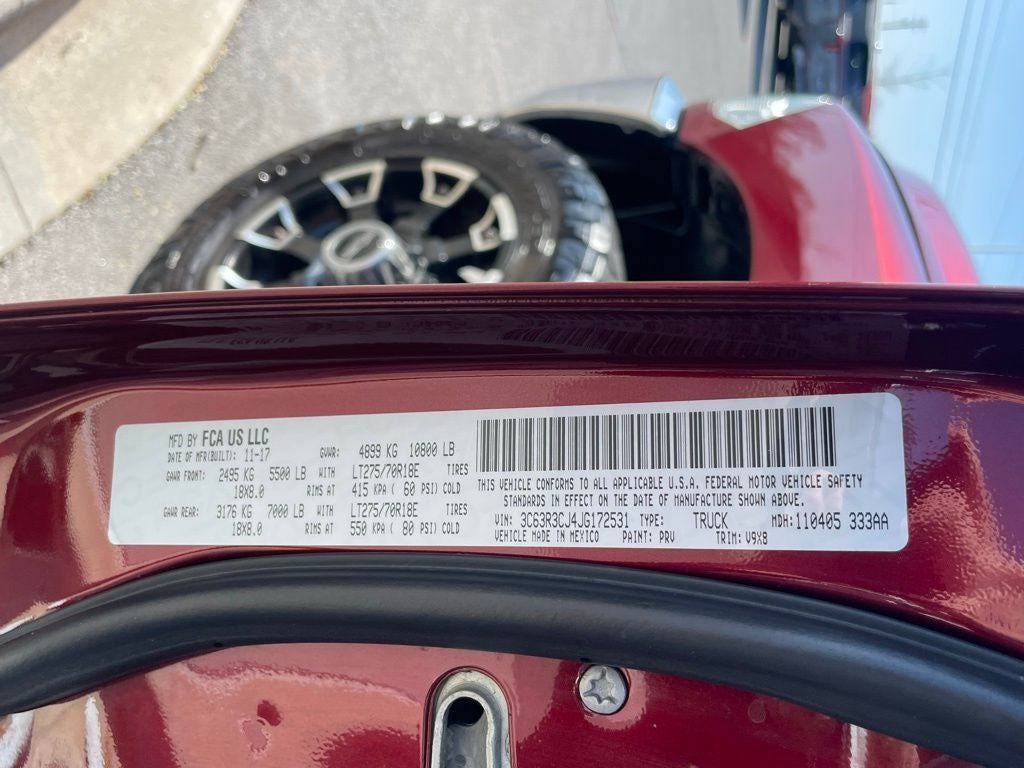 MFD BY FCA US LLC
DATE OF MFR(BUILT): 11-17 GVWR: 4899 KG 10800 LB
GAWR FRONT: 2495 KG 5500 LB WITH LT275/70R18E TIRES
18X8.0 RIMS AT 415 KPA ( 60 PSI) COLD
GAWR REAR: 3176 KG 7000 LB WITH LT275/70R18E TIRES
18X8.0 RIMS AT 550 KPA ( 80 PSI) COLD
THIS VEHICLE CONFORMS TO ALL APPLICABLE U.S.A. FEDERAL MOTOR VEHICLE SAFETY
STANDARDS IN EFFECT ON THE DATE OF MANUFACTURE SHOWN ABOVE.
VIN: 3C63R3CJ4JG172531 TYPE: TRUCK MDH: 110405 333AA
VEHICLE MADE IN MEXICO PAINT: PRV TRIM: V9X8